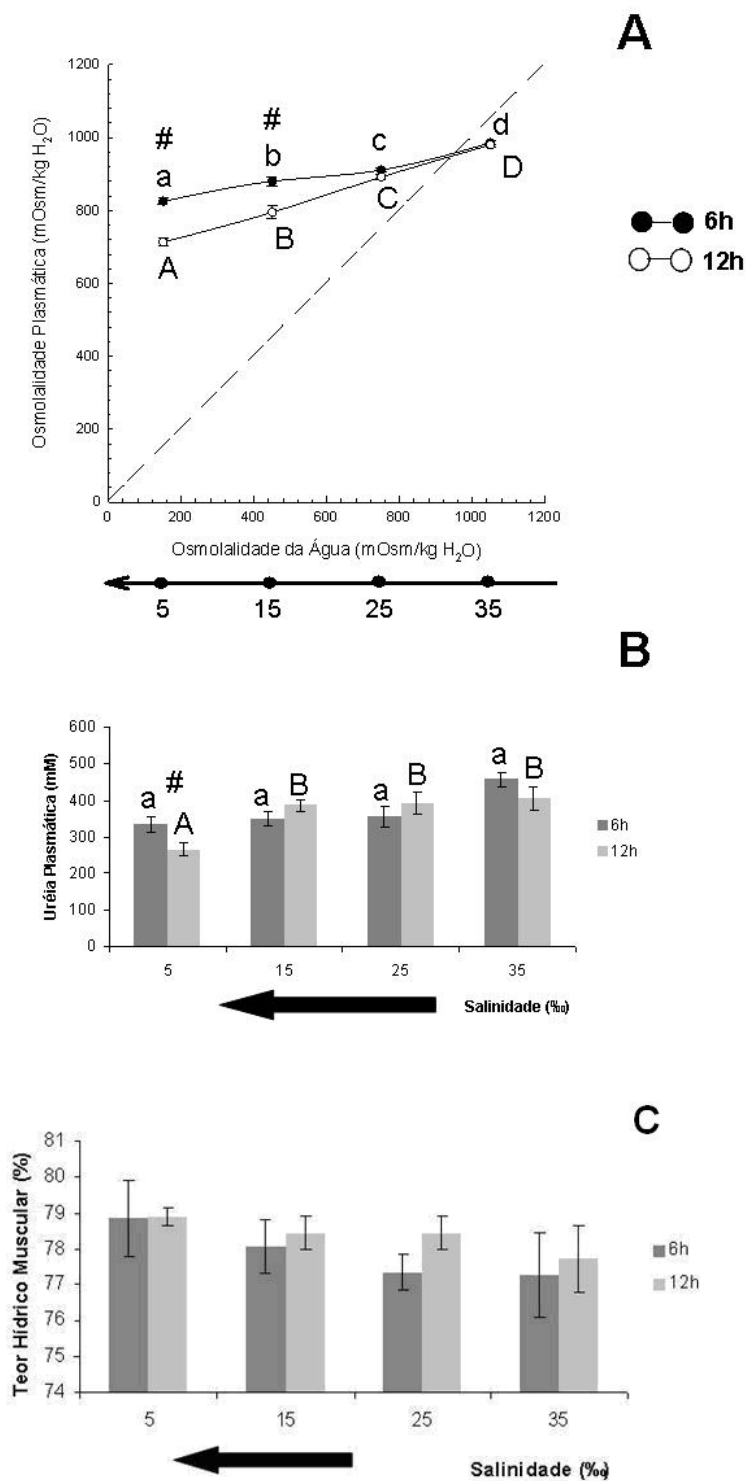 A
1200
1000
800
600
400
200
0
Osmolalidade Plasmática (mOsm/kg H₂O)
#
a
#
b
c
d
A
B
C
D
6h
12h
0 200 400 600 800 1000 1200
Osmolalidade da Água (mOsm/kg H₂O)
5 15 25 35
B
600
500
400
300
200
100
0
Uréia Plasmática (mM)
a # A
a B
a B
a B
6h
12h
5 15 25 35
Salinidade (‰)
C
81
80
79
78
77
76
75
74
Teor Hídrico Muscular (%)
6h
12h
5 15 25 35
Salinidade (‰)